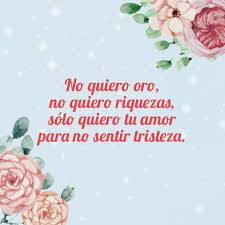 No quiero oro,
no quiero riquezas,
sólo quiero tu amor
para no sentir tristeza.